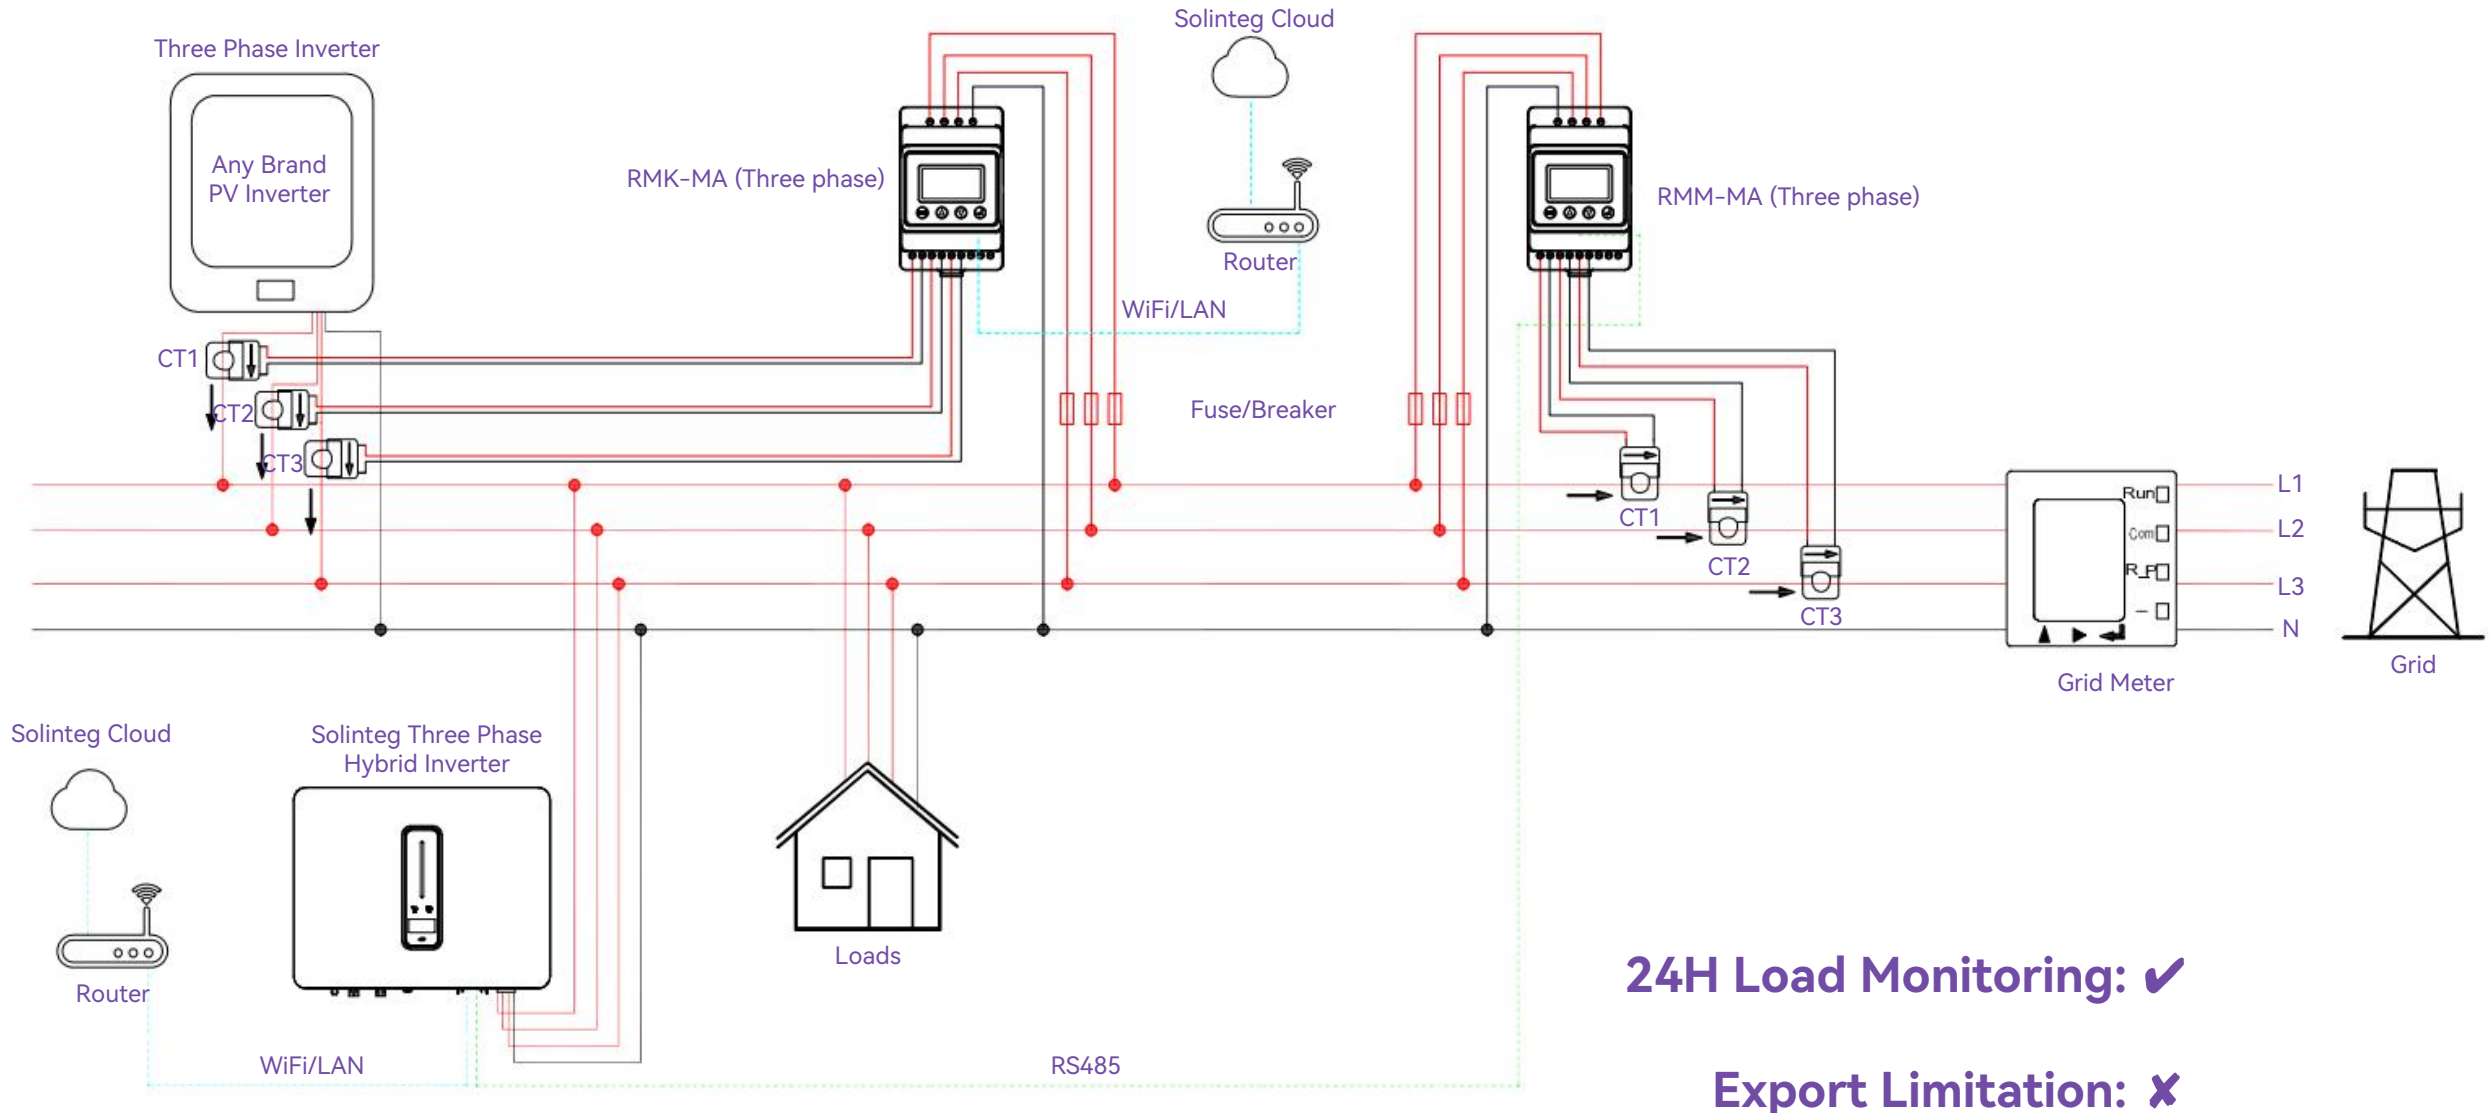 Solinteg Cloud
Three Phase Inverter
Any Brand
PV Inverter
RMK-MA (Three phase)
RMM-MA (Three phase)
Router
WiFi/LAN
CT1
CT2
CT3
Fuse/Breaker
CT1
CT2
CT3
Run
Com
R_P
L1
L2
L3
N
Grid Meter
Grid
Solinteg Cloud
Solinteg Three Phase
Hybrid Inverter
Router
Loads
WiFi/LAN
RS485
24H Load Monitoring: ✔
Export Limitation: ✘